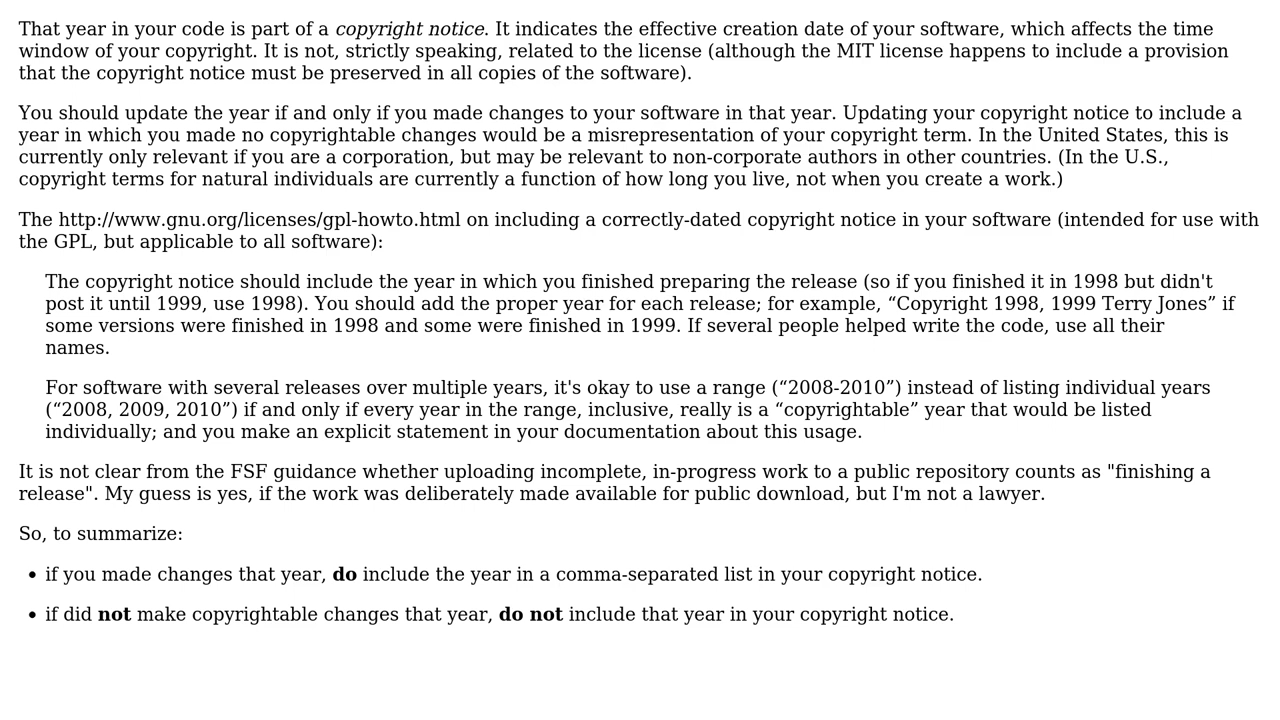 That year in your code is part of a copyright notice. It indicates the effective creation date of your software, which affects the time
window of your copyright. It is not, strictly speaking, related to the license (although the MIT license happens to include a provision
that the copyright notice must be preserved in all copies of the software).
You should update the year if and only if you made changes to your software in that year. Updating your copyright notice to include a
year in which you made no copyrightable changes would be a misrepresentation of your copyright term. In the United States, this is
currently only relevant if you are a corporation, but may be relevant to non-corporate authors in other countries. (In the U.S.,
copyright terms for natural individuals are currently a function of how long you live, not when you create a work.)
The http://www.gnu.org/licenses/gpl-howto.html on including a correctly-dated copyright notice in your software (intended for use with
the GPL, but applicable to all software):
The copyright notice should include the year in which you finished preparing the release (so if you finished it in 1998 but didn't
post it until 1999, use 1998). You should add the proper year for each release; for example, “Copyright 1998, 1999 Terry Jones” if
some versions were finished in 1998 and some were finished in 1999. If several people helped write the code, use all their
names.
For software with several releases over multiple years, it's okay to use a range (“2008-2010”) instead of listing individual years
(“2008, 2009, 2010”) if and only if every year in the range, inclusive, really is a “copyrightable” year that would be listed
individually; and you make an explicit statement in your documentation about this usage.
It is not clear from the FSF guidance whether uploading incomplete, in-progress work to a public repository counts as "finishing a
release". My guess is yes, if the work was deliberately made available for public download, but I'm not a lawyer.
So, to summarize:
• if you made changes that year, do include the year in a comma-separated list in your copyright notice.
• if did not make copyrightable changes that year, do not include that year in your copyright notice.